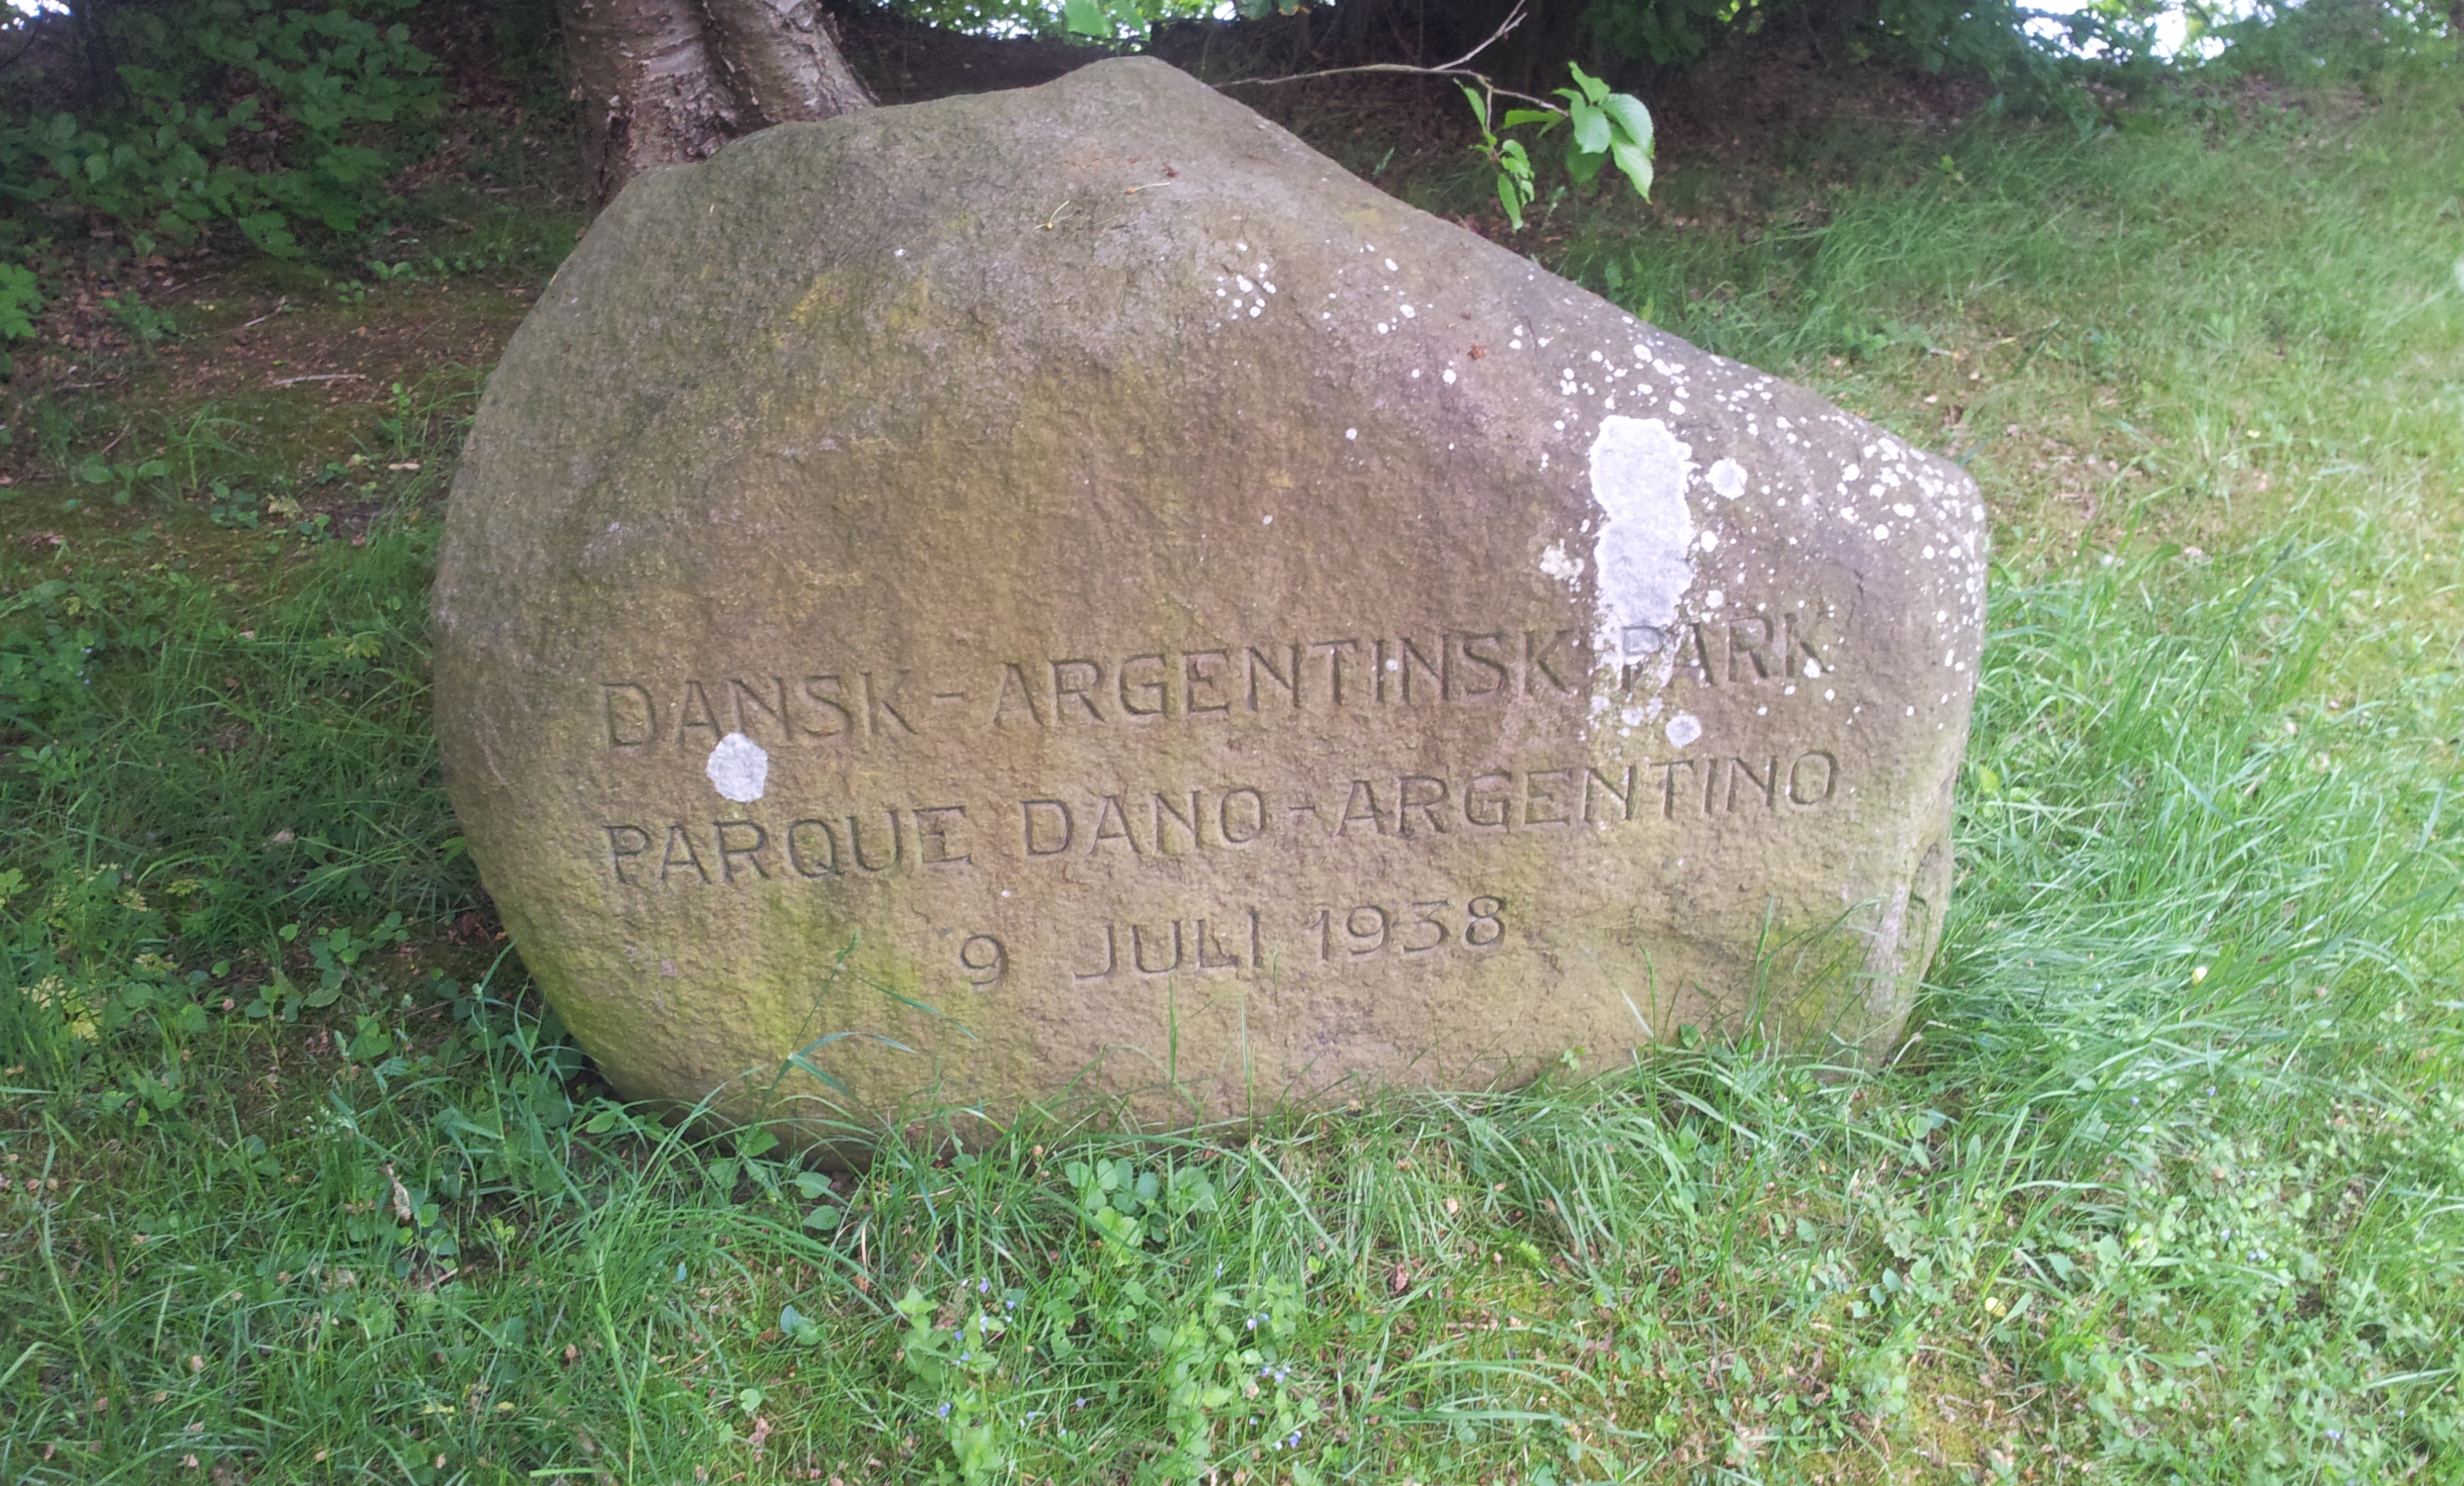 DANSK-ARGENTINSK PARK
PARQUE DANO-ARGENTINO
9 JULI 1938